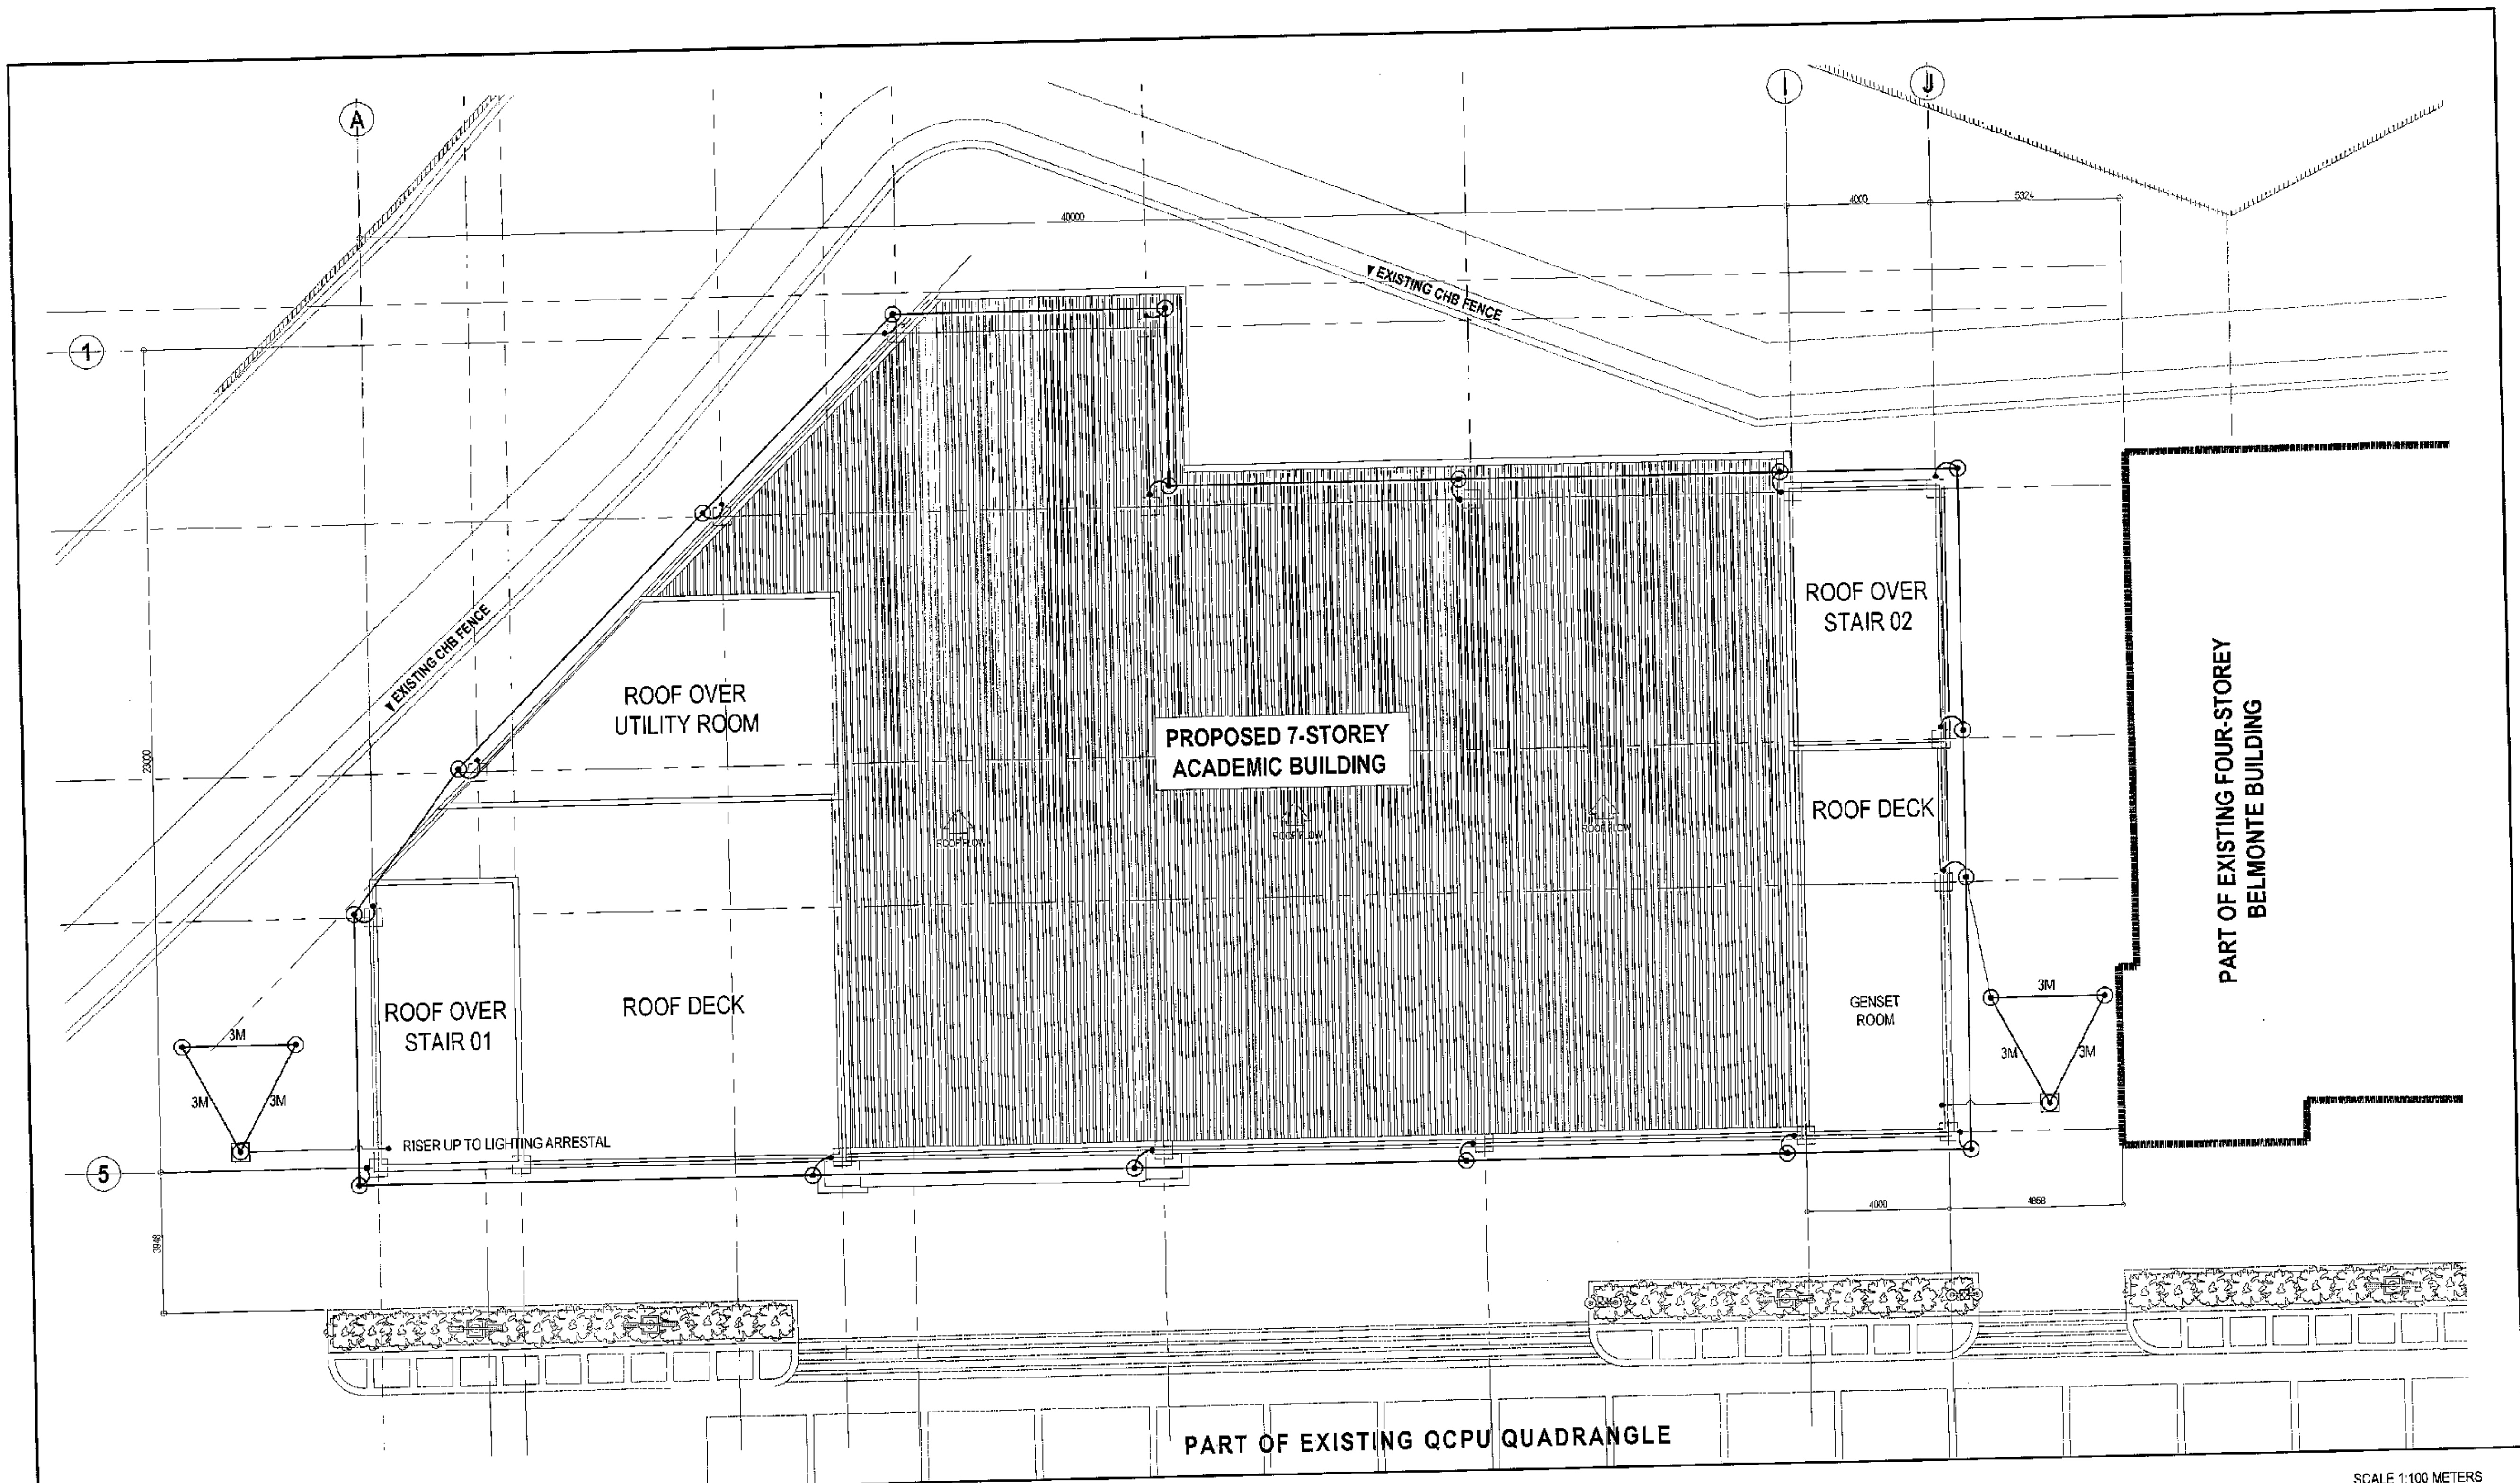 A
I
J
40000
4000
5324
▼EXISTING CHB FENCE
1
▼EXISTING CHB FENCE
23000
ROOF OVER
UTILITY ROOM
PROPOSED 7-STOREY
ACADEMIC BUILDING
ROOF OVER
STAIR 02
ROOF DECK
PART OF EXISTING FOUR-STOREY
BELMONTE BUILDING
ROOF FLOW
ROOF FLOW
ROOF FLOW
ROOF OVER
STAIR 01
ROOF DECK
GENSET
ROOM
3M
3M
3M
3M
3M
3M
RISER UP TO LIGHTING ARRESTAL
5
4000
4858
3948
PART OF EXISTING QCPU QUADRANGLE
SCALE 1:100 METERS